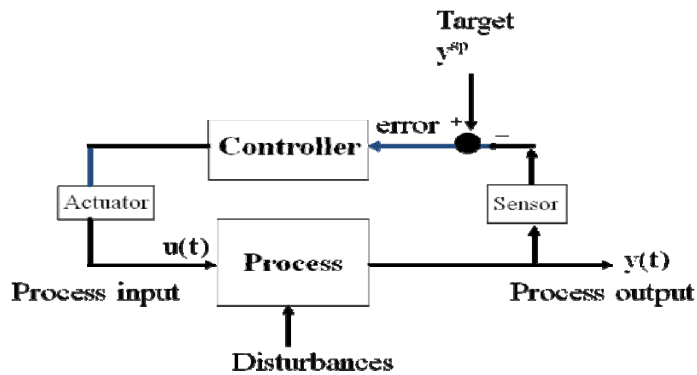 Target
y^sp
+
error
−
Controller
Actuator
Sensor
u(t)
Process
y(t)
Process input
Process output
Disturbances